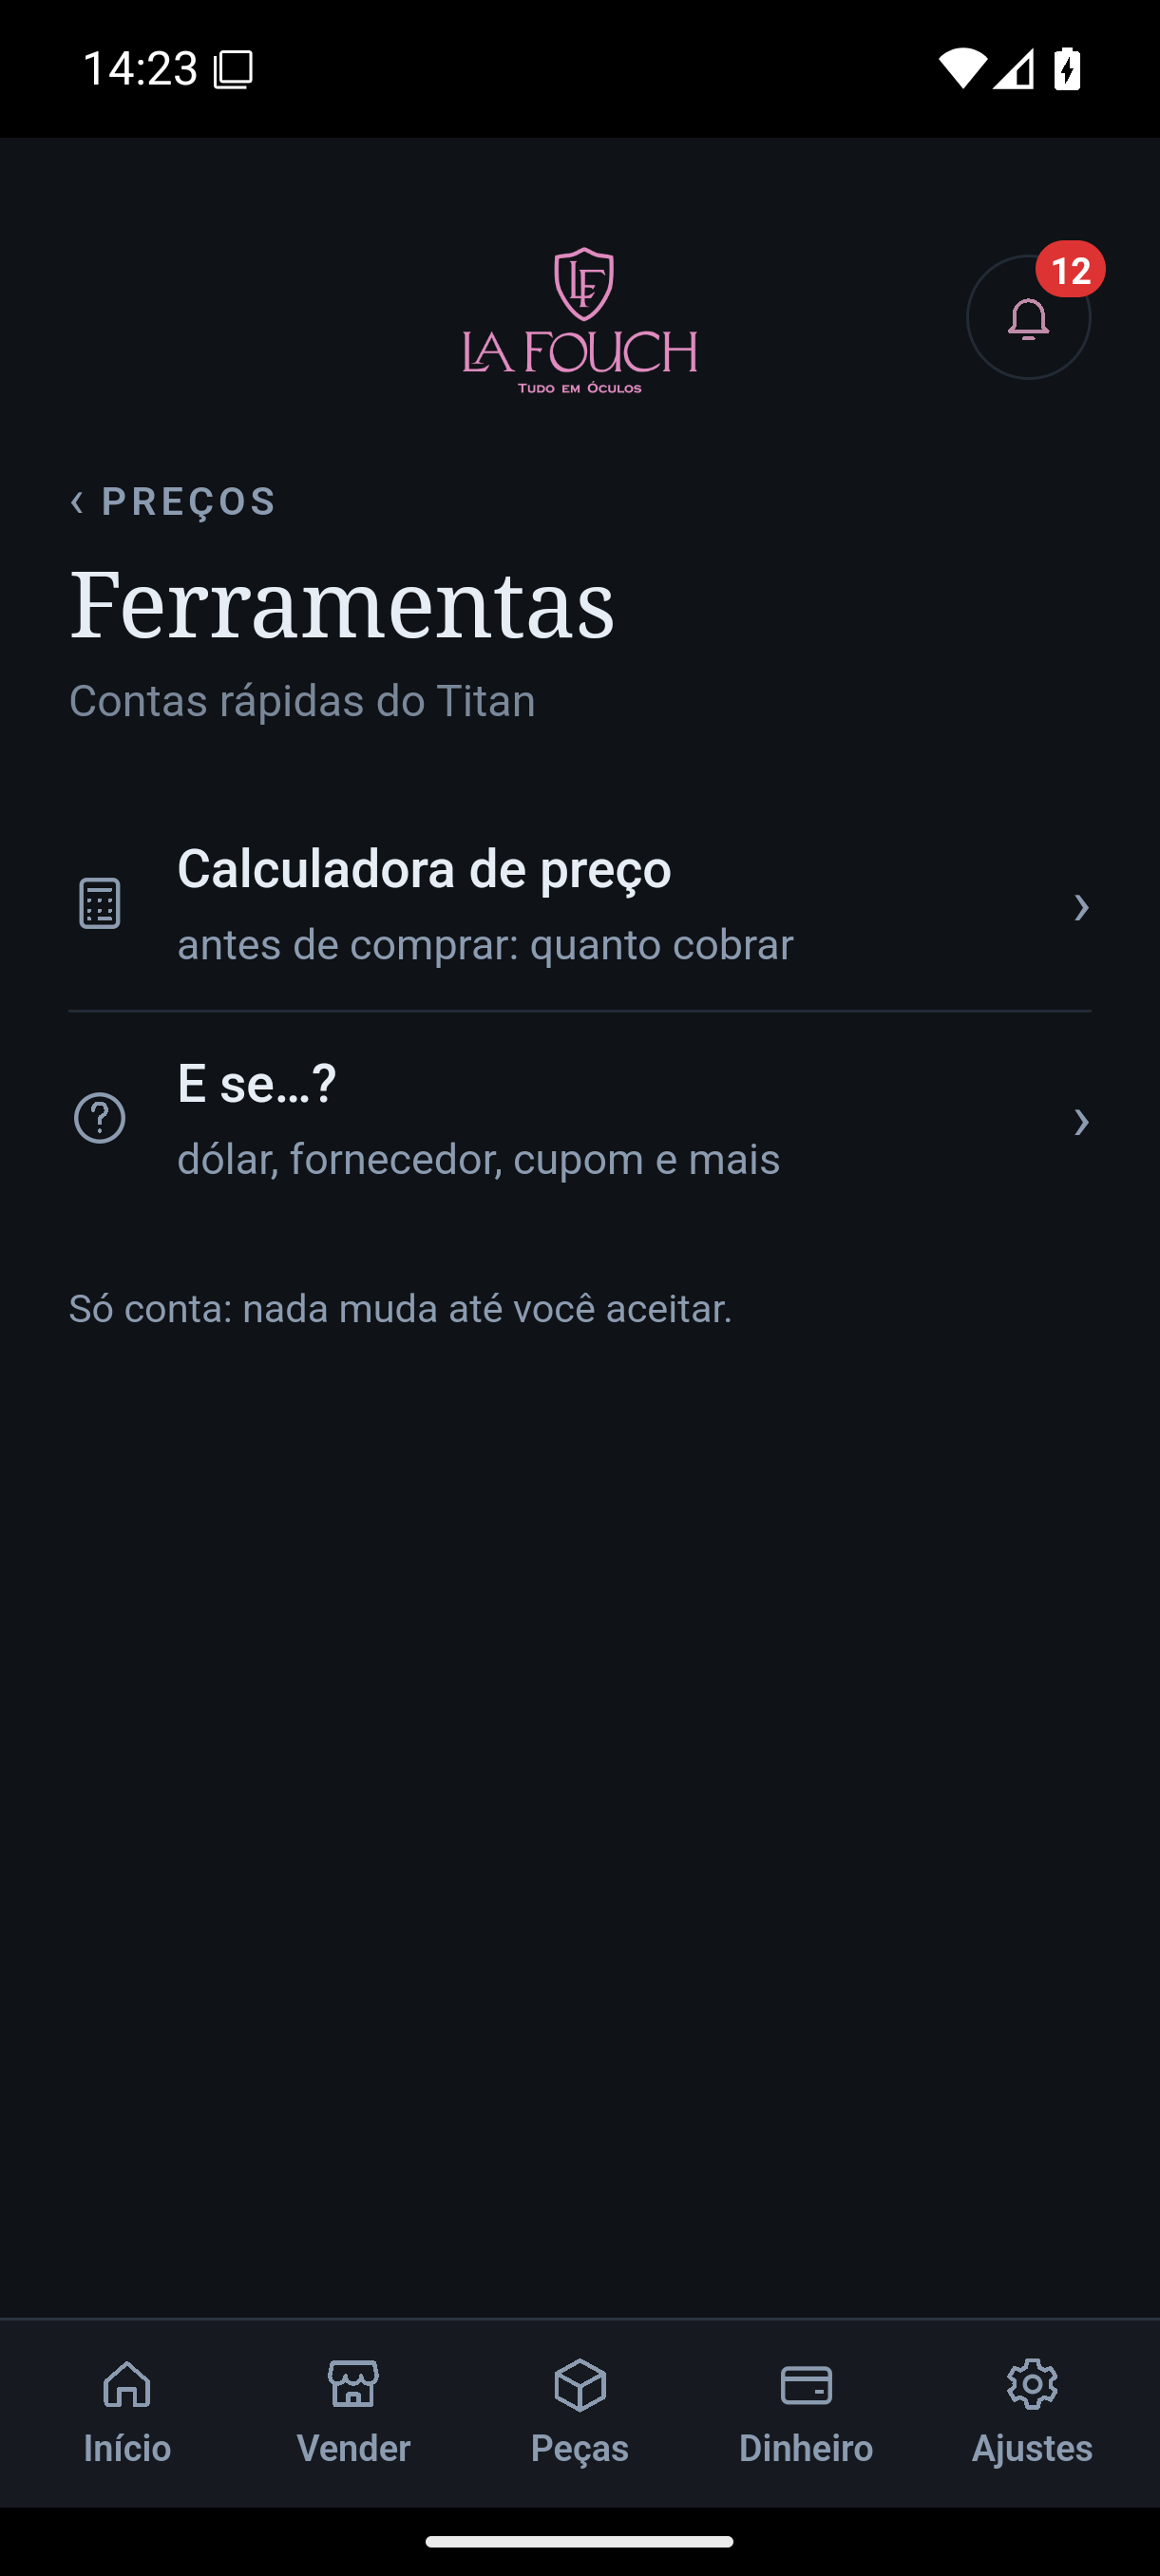 14:23
12
LF
LA FOUCH
TUDO EM ÓCULOS
‹ PREÇOS
Ferramentas
Contas rápidas do Titan
Calculadora de preço
antes de comprar: quanto cobrar
E se...?
dólar, fornecedor, cupom e mais
Só conta: nada muda até você aceitar.
Início
Vender
Peças
Dinheiro
Ajustes